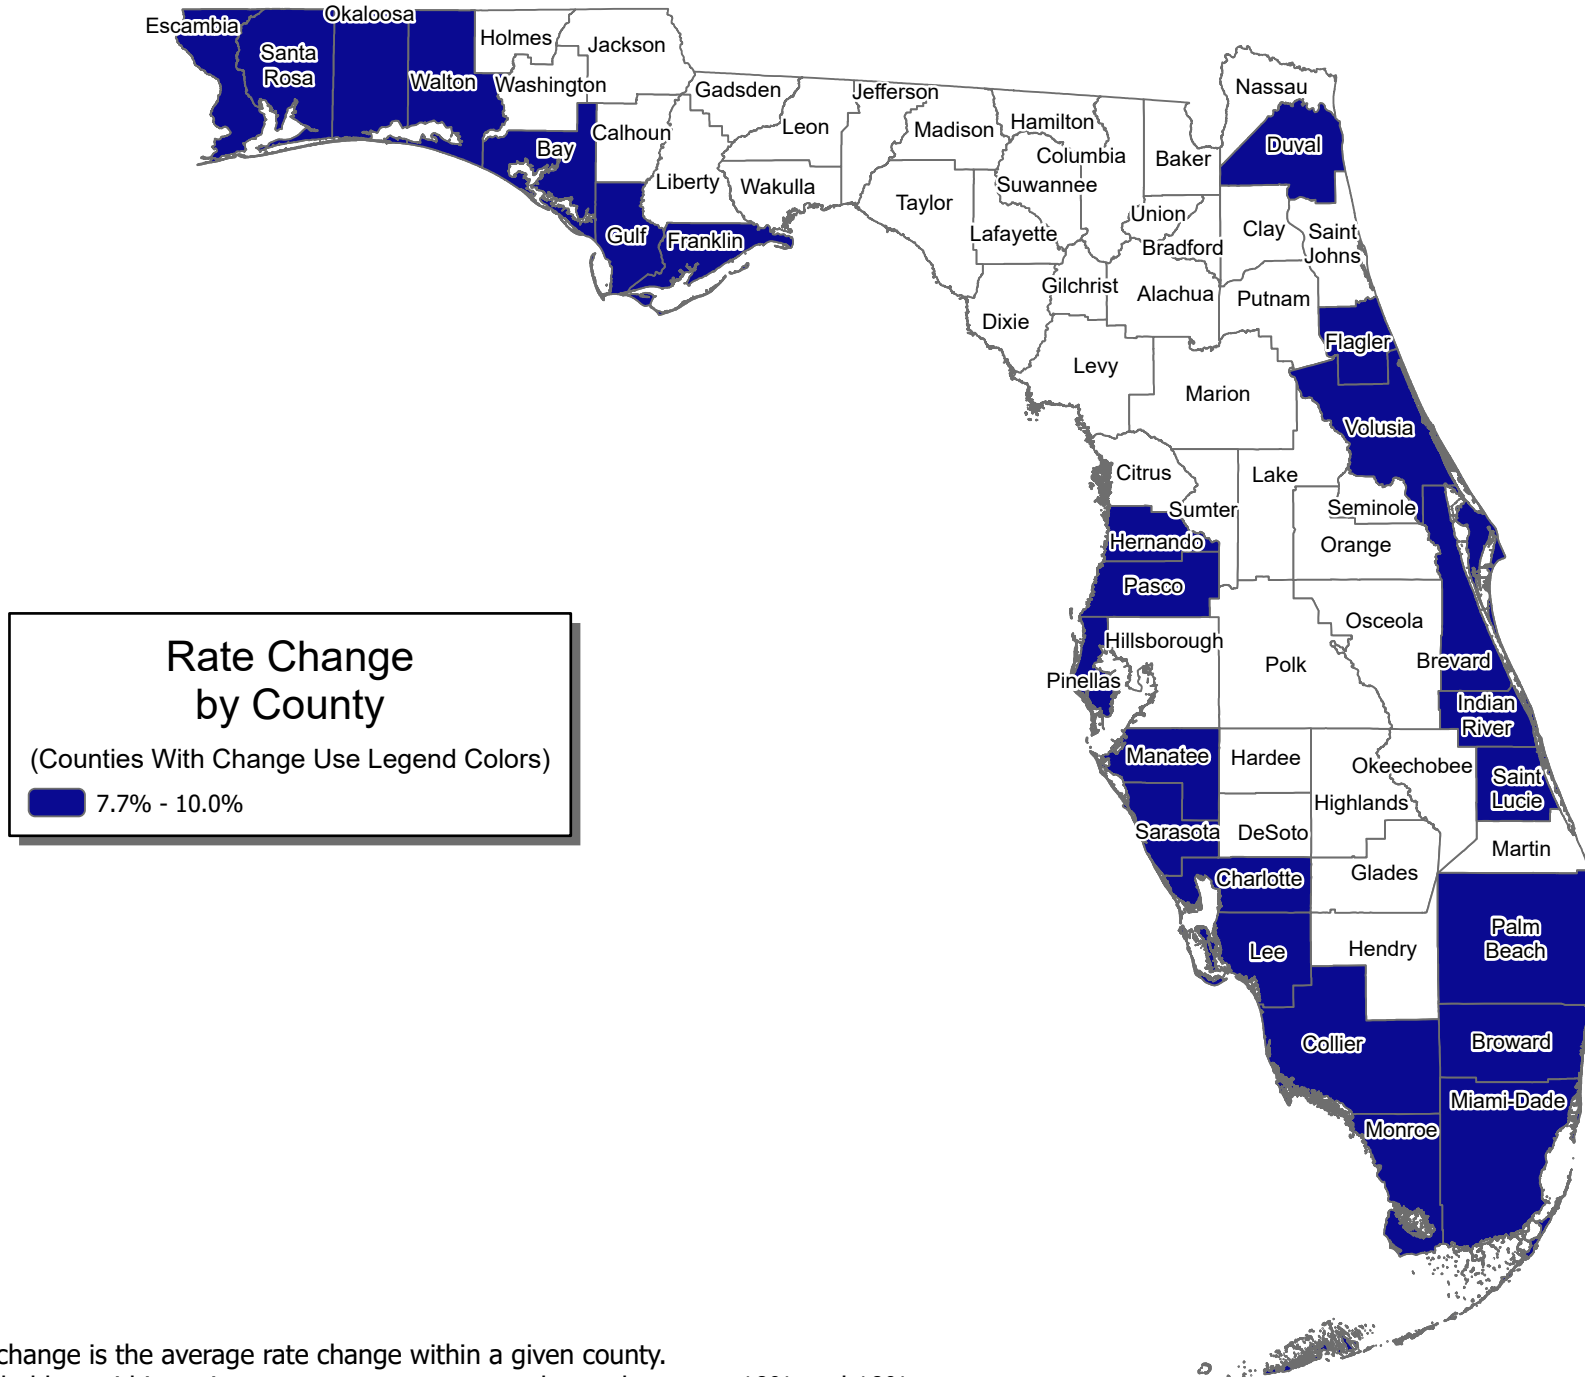 Escambia
Okaloosa
Santa
Rosa
Walton
Holmes
Jackson
Washington
Bay
Calhoun
Gadsden
Leon
Liberty
Wakulla
Gulf
Franklin
Jefferson
Madison
Hamilton
Columbia
Suwannee
Taylor
Lafayette
Baker
Nassau
Duval
Union
Bradford
Clay
Saint
Johns
Gilchrist
Alachua
Putnam
Dixie
Levy
Marion
Flagler
Volusia
Citrus
Sumter
Lake
Seminole
Orange
Hernando
Pasco
Hillsborough
Pinellas
Polk
Osceola
Brevard
Indian
River
Manatee
Hardee
Okeechobee
Highlands
Saint
Lucie
Sarasota
DeSoto
Martin
Charlotte
Glades
Lee
Hendry
Palm
Beach
Collier
Broward
Miami-Dade
Monroe
Rate Change
by County
(Counties With Change Use Legend Colors)
7.7% - 10.0%
change is the average rate change within a given county.